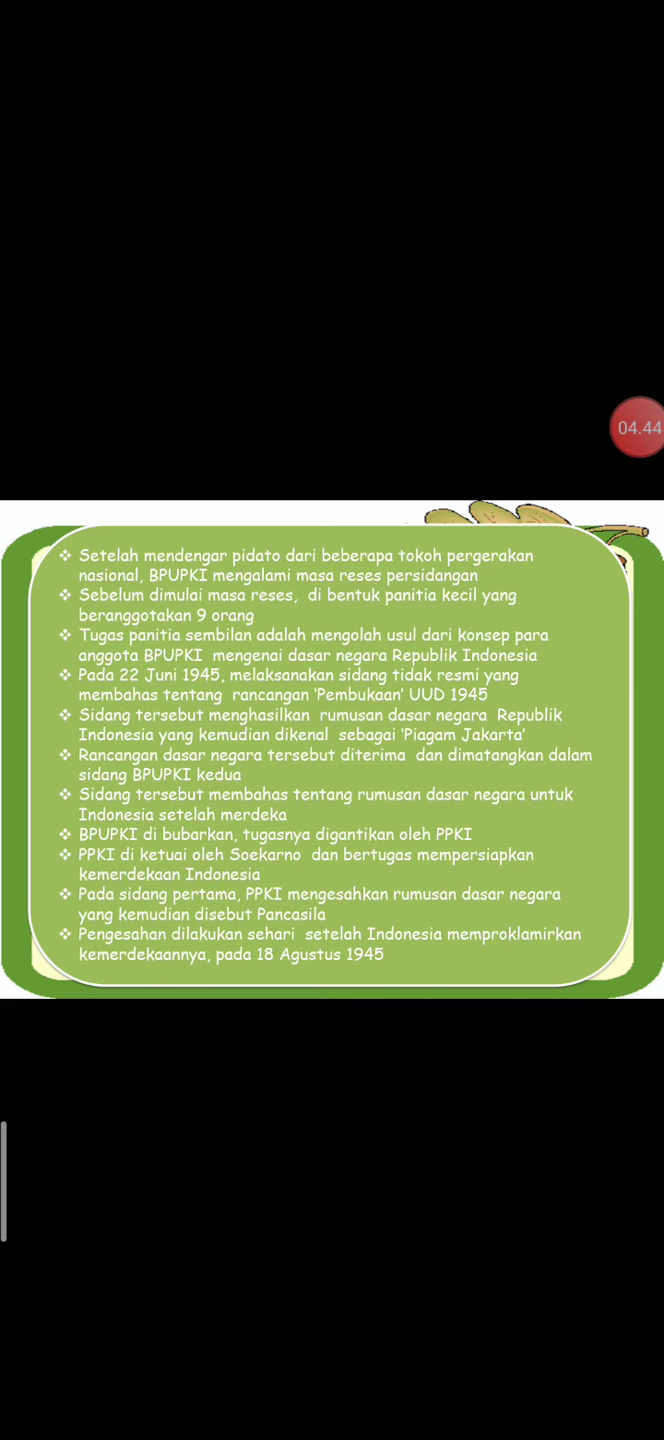 04.44
❖ Setelah mendengar pidato dari beberapa tokoh pergerakan
nasional, BPUPKI mengalami masa reses persidangan
❖ Sebelum dimulai masa reses, di bentuk panitia kecil yang
beranggotakan 9 orang
❖ Tugas panitia sembilan adalah mengolah usul dari konsep para
anggota BPUPKI mengenai dasar negara Republik Indonesia
❖ Pada 22 Juni 1945, melaksanakan sidang tidak resmi yang
membahas tentang rancangan ‘Pembukaan’ UUD 1945
❖ Sidang tersebut menghasilkan rumusan dasar negara Republik
Indonesia yang kemudian dikenal sebagai ‘Piagam Jakarta’
❖ Rancangan dasar negara tersebut diterima dan dimatangkan dalam
sidang BPUPKI kedua
❖ Sidang tersebut membahas tentang rumusan dasar negara untuk
Indonesia setelah merdeka
❖ BPUPKI di bubarkan, tugasnya digantikan oleh PPKI
❖ PPKI di ketuai oleh Soekarno dan bertugas mempersiapkan
kemerdekaan Indonesia
❖ Pada sidang pertama, PPKI mengesahkan rumusan dasar negara
yang kemudian disebut Pancasila
❖ Pengesahan dilakukan sehari setelah Indonesia memproklamirkan
kemerdekaannya, pada 18 Agustus 1945